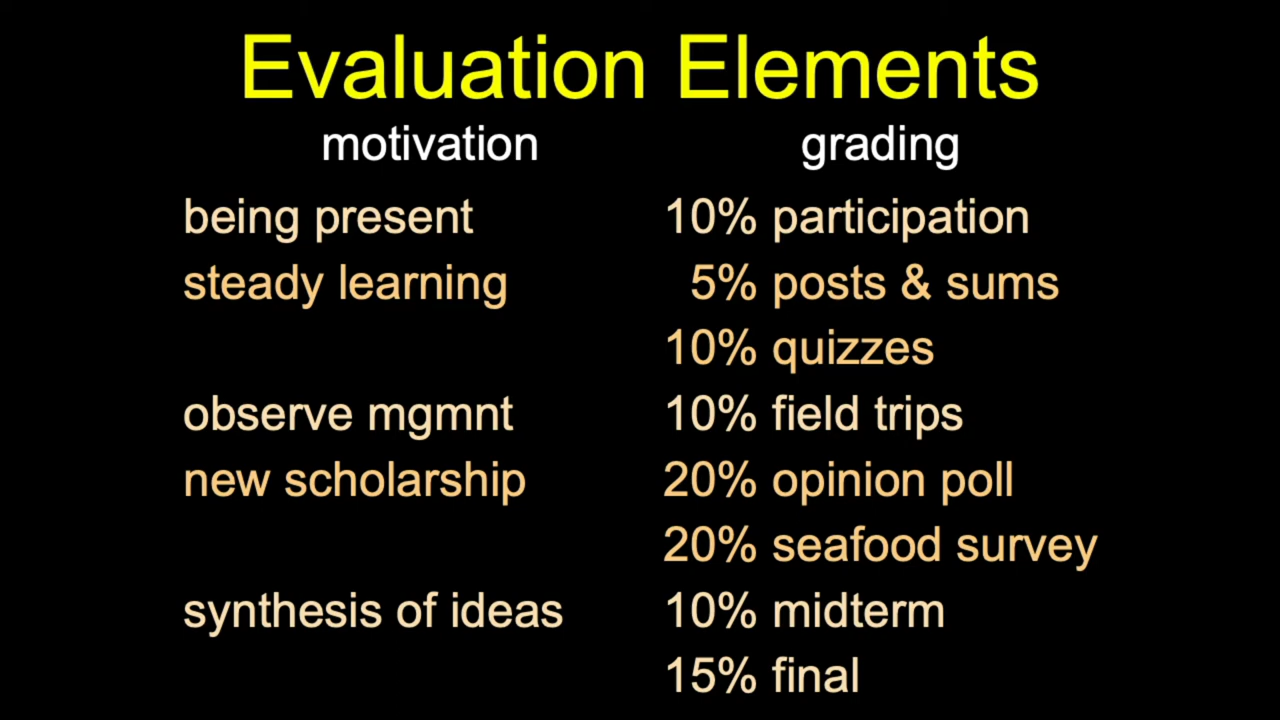 Evaluation Elements
motivation grading
being present 10% participation
steady learning 5% posts & sums
10% quizzes
observe mgmnt 10% field trips
new scholarship 20% opinion poll
20% seafood survey
synthesis of ideas 10% midterm
15% final